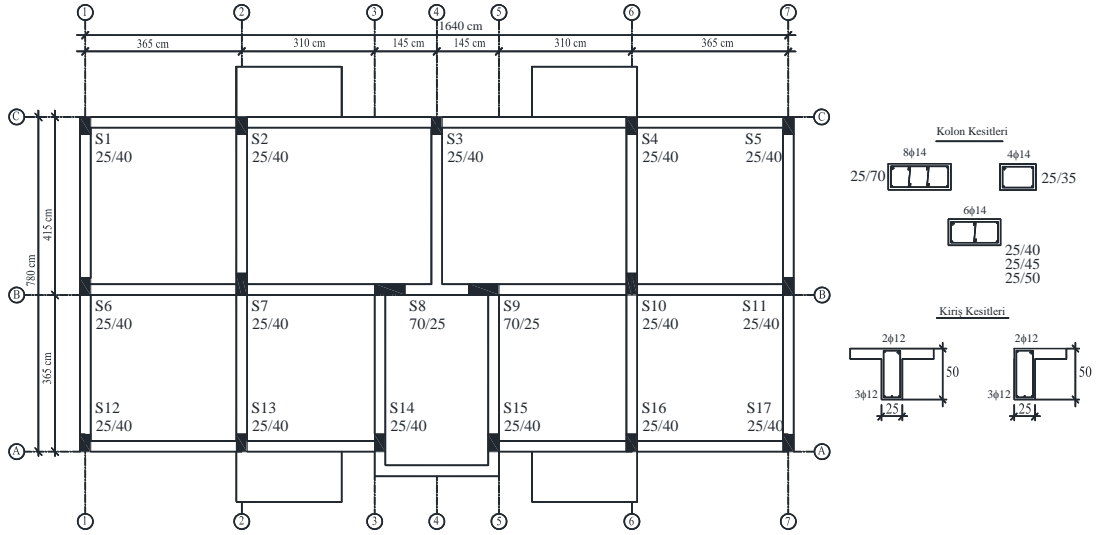 1 2 3 4 5 6 7
1640 cm
365 cm 310 cm 145 cm 145 cm 310 cm 365 cm
C C
S1 S2 S3 S4 S5
25/40 25/40 25/40 25/40 25/40
415 cm
780 cm
B B
S6 S7 S8 S9 S10 S11
25/40 25/40 70/25 70/25 25/40 25/40
365 cm
S12 S13 S14 S15 S16 S17
25/40 25/40 25/40 25/40 25/40 25/40
A A
1 2 3 4 5 6 7
Kolon Kesitleri
8ϕ14 4ϕ14
25/70 25/35
6ϕ14
25/40
25/45
25/50
Kiriş Kesitleri
2ϕ12 2ϕ12
50 50
3ϕ12 3ϕ12
25 25